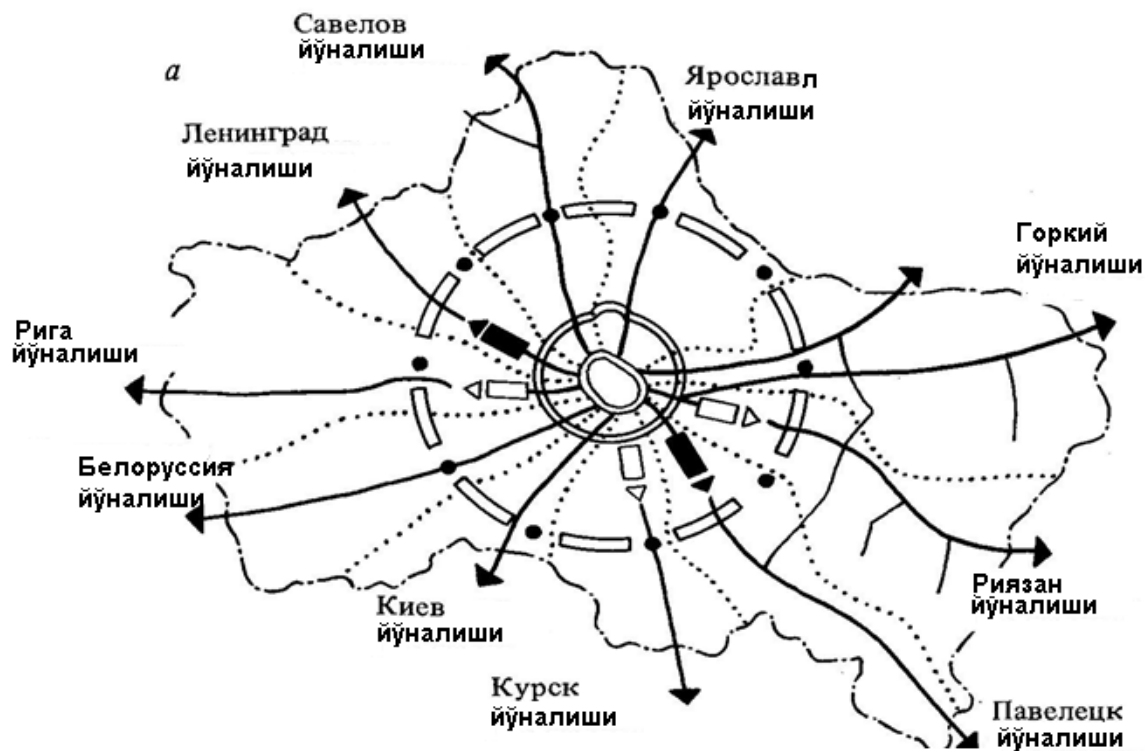 Савелов
йўналиши
а
Ярославл
йўналиши
Ленинград
йўналиши
Горкий
йўналиши
Рига
йўналиши
Белоруссия
йўналиши
Киев
йўналиши
Риязан
йўналиши
Курск
йўналиши
Павелецк
йўналиши